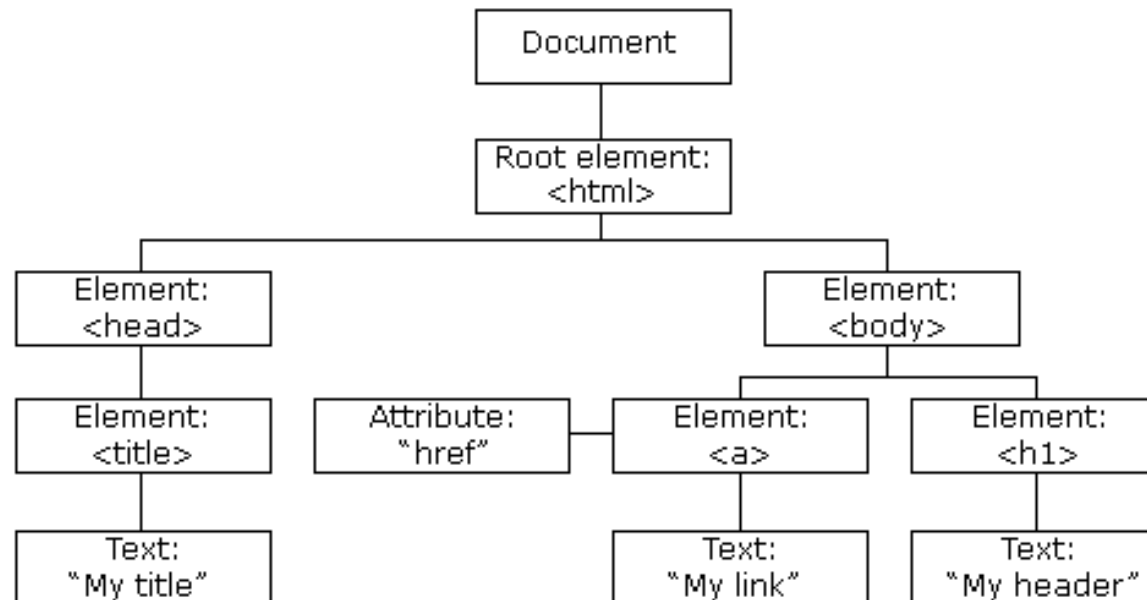 Document
Root element:
<html>
Element:
<head>
Element:
<body>
Element:
<title>
Attribute:
“href”
Element:
<a>
Element:
<h1>
Text:
“My title”
Text:
“My link”
Text:
“My header”